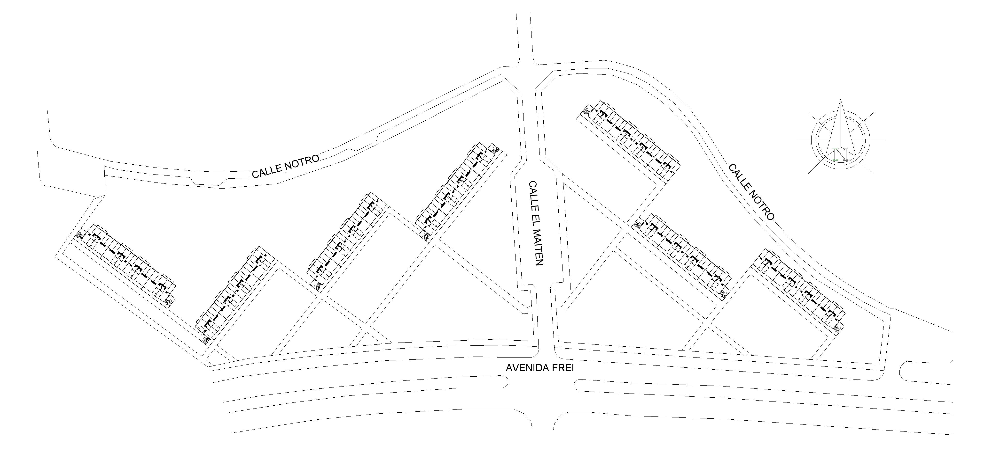 CALLE NOTRO
CALLE EL MAITEN
CALLE NOTRO
N
AVENIDA FREI